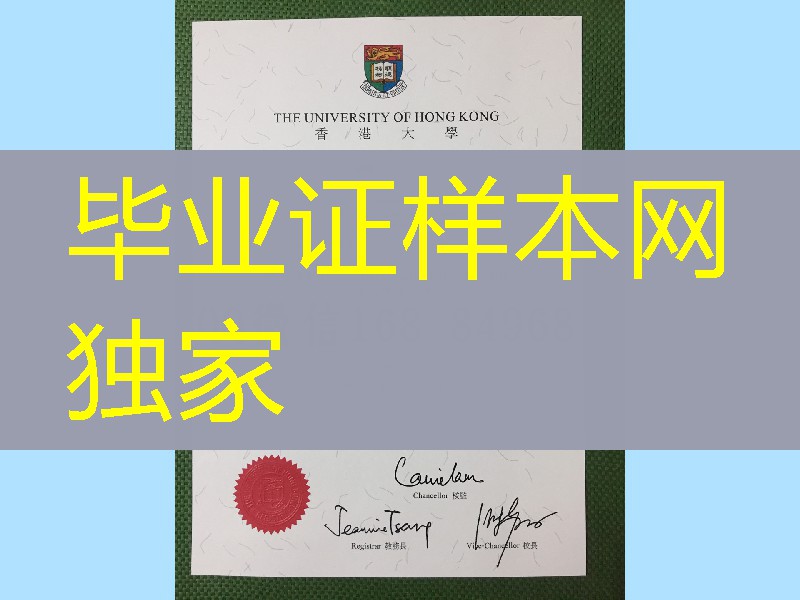 THE UNIVERSITY OF HONG KONG
香港大學
毕业证样本网
独家
Chancellor 校監
Registrar 教務長
Vice-Chancellor 校長